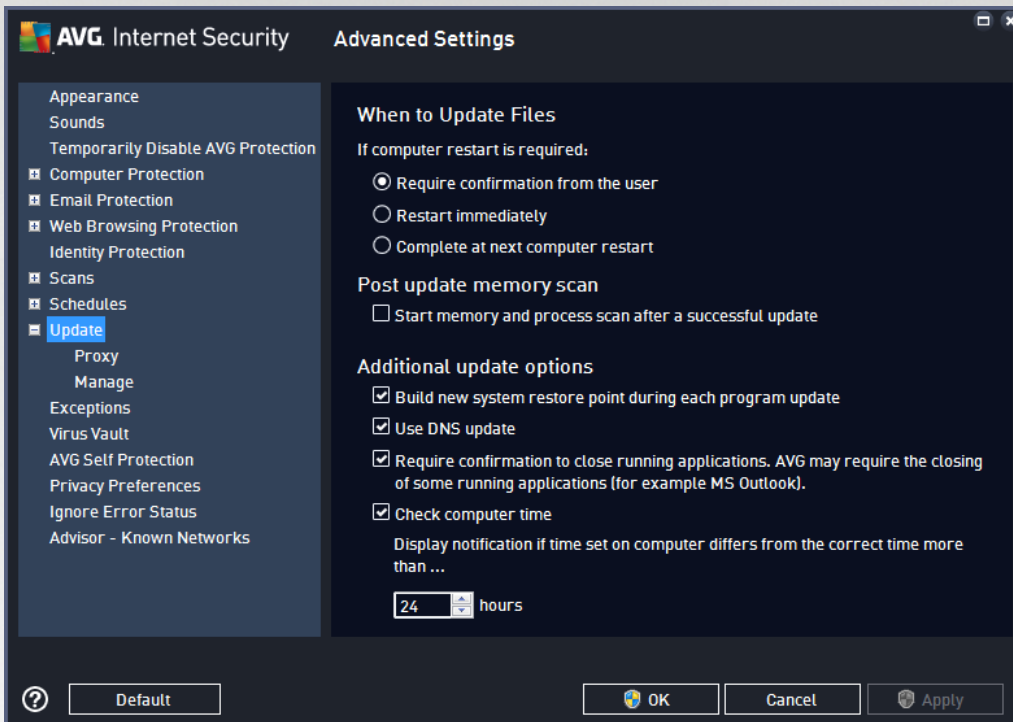 AVG. Internet Security
Advanced Settings
Appearance
Sounds
Temporarily Disable AVG Protection
Computer Protection
Email Protection
Web Browsing Protection
Identity Protection
Scans
Schedules
Update
Proxy
Manage
Exceptions
Virus Vault
AVG Self Protection
Privacy Preferences
Ignore Error Status
Advisor - Known Networks
When to Update Files
If computer restart is required:
Require confirmation from the user
Restart immediately
Complete at next computer restart
Post update memory scan
Start memory and process scan after a successful update
Additional update options
Build new system restore point during each program update
Use DNS update
Require confirmation to close running applications. AVG may require the closing
of some running applications (for example MS Outlook).
Check computer time
Display notification if time set on computer differs from the correct time more
than ...
24 hours
? Default OK Cancel Apply